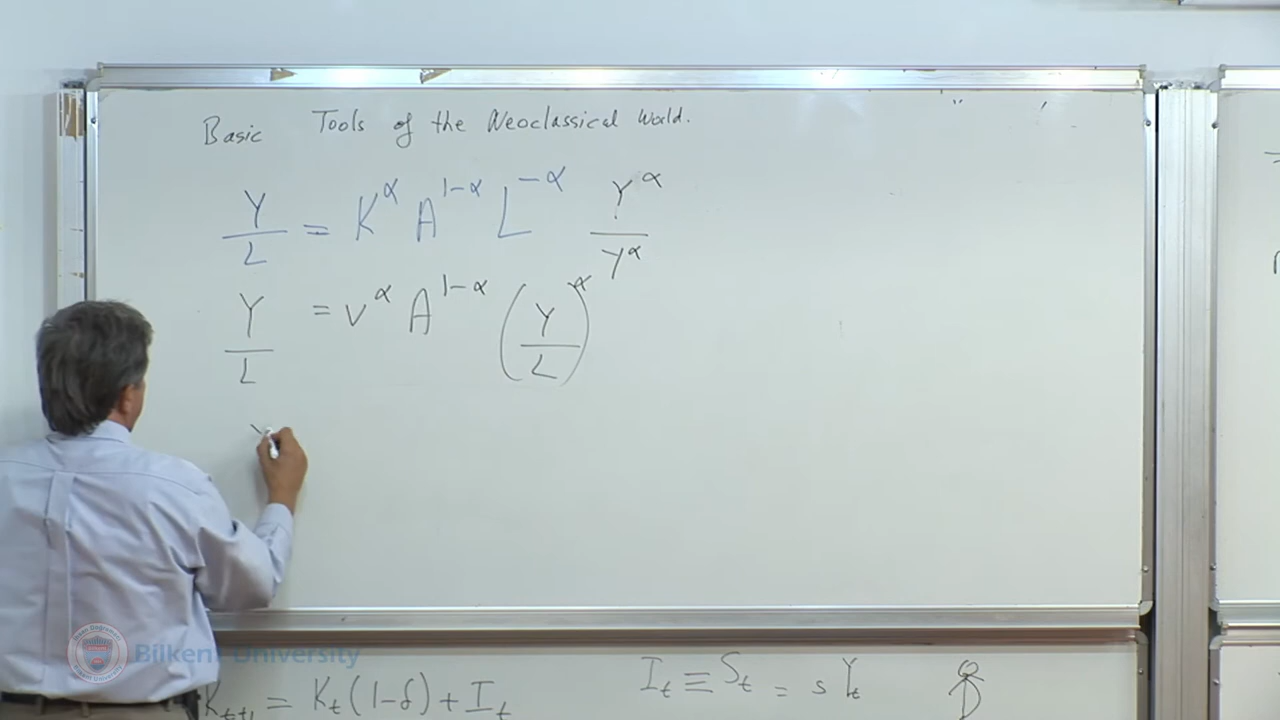 Basic Tools of the Neoclassical World.
Y/L = K^α A^{1-α} L^{-α} Y^α/Y^α
Y/L = v^α A^{1-α} (Y/L)^α
Bilkent University
K_{t+1} = K_t(1-δ) + I_t I_t ≡ S_t = s Y_t